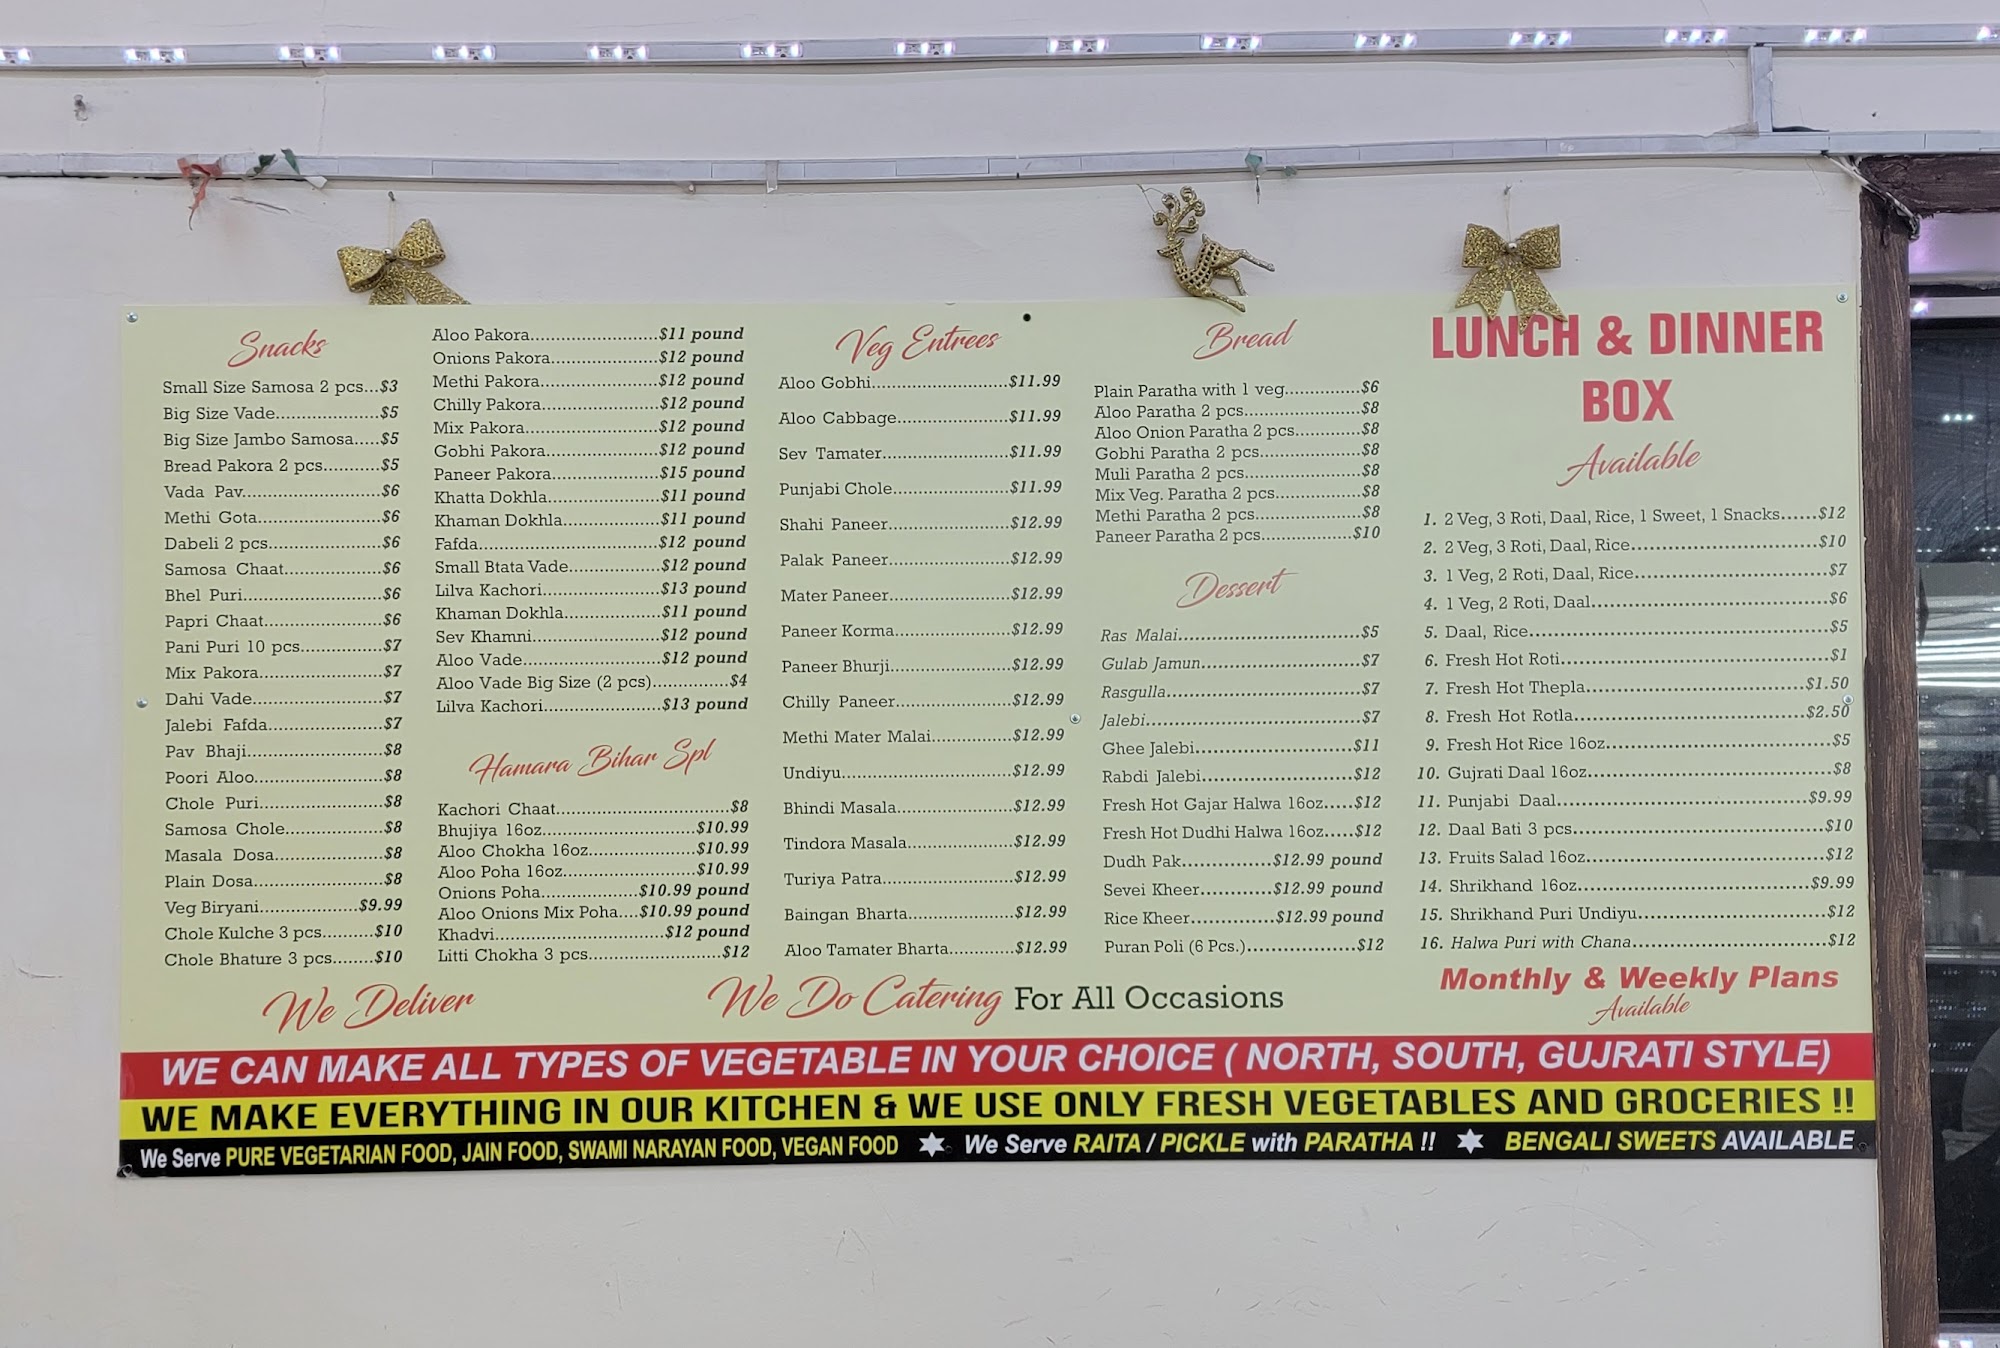 Snacks
Small Size Samosa 2 pcs...$3
Big Size Vade.....................$5
Big Size Jambo Samosa.....$5
Bread Pakora 2 pcs...........$5
Vada Pav...........................$6
Methi Gota........................$6
Dabeli 2 pcs......................$6
Samosa Chaat...................$6
Bhel Puri...........................$6
Papri Chaat.......................$6
Pani Puri 10 pcs................$7
Mix Pakora.......................$7
Dahi Vade.........................$7
Jalebi Fafda......................$7
Pav Bhaji..........................$8
Poori Aloo.........................$8
Chole Puri........................$8
Samosa Chole...................$8
Masala Dosa.....................$8
Plain Dosa.........................$8
Veg Biryani...................$9.99
Chole Kulche 3 pcs..........$10
Chole Bhature 3 pcs........$10
Aloo Pakora..........................$11 pound
Onions Pakora......................$12 pound
Methi Pakora........................$12 pound
Chilly Pakora........................$12 pound
Mix Pakora...........................$12 pound
Gobhi Pakora.......................$12 pound
Paneer Pakora......................$15 pound
Khatta Dokhla.......................$11 pound
Khaman Dokhla....................$11 pound
Fafda....................................$12 pound
Small Btata Vade...................$12 pound
Lilva Kachori........................$13 pound
Khaman Dokhla....................$11 pound
Sev Khamni..........................$12 pound
Aloo Vade............................$12 pound
Aloo Vade Big Size (2 pcs)...............$4
Lilva Kachori........................$13 pound
Hamara Bihar Spl
Kachori Chaat...................................$8
Bhujiya 16oz...............................$10.99
Aloo Chokha 16oz.....................$10.99
Aloo Poha 16oz...........................$10.99
Onions Poha....................$10.99 pound
Aloo Onions Mix Poha....$10.99 pound
Khadvi..................................$12 pound
Litti Chokha 3 pcs...........................$12
Veg Entrees
Aloo Gobhi...........................$11.99
Aloo Cabbage......................$11.99
Sev Tamater.........................$11.99
Punjabi Chole.......................$11.99
Shahi Paneer........................$12.99
Palak Paneer........................$12.99
Mater Paneer........................$12.99
Paneer Korma.......................$12.99
Paneer Bhurji........................$12.99
Chilly Paneer.......................$12.99
Methi Mater Malai................$12.99
Undiyu..................................$12.99
Bhindi Masala.......................$12.99
Tindora Masala.....................$12.99
Turiya Patra..........................$12.99
Baingan Bharta.....................$12.99
Aloo Tamater Bharta.............$12.99
Bread
Plain Paratha with 1 veg...............$6
Aloo Paratha 2 pcs.......................$8
Aloo Onion Paratha 2 pcs.............$8
Gobhi Paratha 2 pcs....................$8
Muli Paratha 2 pcs.......................$8
Mix Veg. Paratha 2 pcs.................$8
Methi Paratha 2 pcs.....................$8
Paneer Paratha 2 pcs..................$10
Dessert
Ras Malai....................................$5
Gulab Jamun................................$7
Rasgulla......................................$7
Jalebi...........................................$7
Ghee Jalebi...............................$11
Rabdi Jalebi..............................$12
Fresh Hot Gajar Halwa 16oz.....$12
Fresh Hot Dudhi Halwa 16oz.....$12
Dudh Pak..................$12.99 pound
Sevei Kheer..............$12.99 pound
Rice Kheer................$12.99 pound
Puran Poli (6 Pcs.).....................$12
LUNCH & DINNER
BOX
Available
1. 2 Veg, 3 Roti, Daal, Rice, 1 Sweet, 1 Snacks......$12
2. 2 Veg, 3 Roti, Daal, Rice...............................$10
3. 1 Veg, 2 Roti, Daal, Rice................................$7
4. 1 Veg, 2 Roti, Daal........................................$6
5. Daal, Rice....................................................$5
6. Fresh Hot Roti..............................................$1
7. Fresh Hot Thepla.......................................$1.50
8. Fresh Hot Rotla.........................................$2.50
9. Fresh Hot Rice 16oz......................................$5
10. Gujrati Daal 16oz........................................$8
11. Punjabi Daal............................................$9.99
12. Daal Bati 3 pcs..........................................$10
13. Fruits Salad 16oz.......................................$12
14. Shrikhand 16oz........................................$9.99
15. Shrikhand Puri Undiyu...............................$12
16. Halwa Puri with Chana...............................$12
Monthly & Weekly Plans
Available
We Deliver
We Do Catering For All Occasions
WE CAN MAKE ALL TYPES OF VEGETABLE IN YOUR CHOICE ( NORTH, SOUTH, GUJRATI STYLE)
WE MAKE EVERYTHING IN OUR KITCHEN & WE USE ONLY FRESH VEGETABLES AND GROCERIES !!
We Serve PURE VEGETARIAN FOOD, JAIN FOOD, SWAMI NARAYAN FOOD, VEGAN FOOD We Serve RAITA / PICKLE with PARATHA !! BENGALI SWEETS AVAILABLE